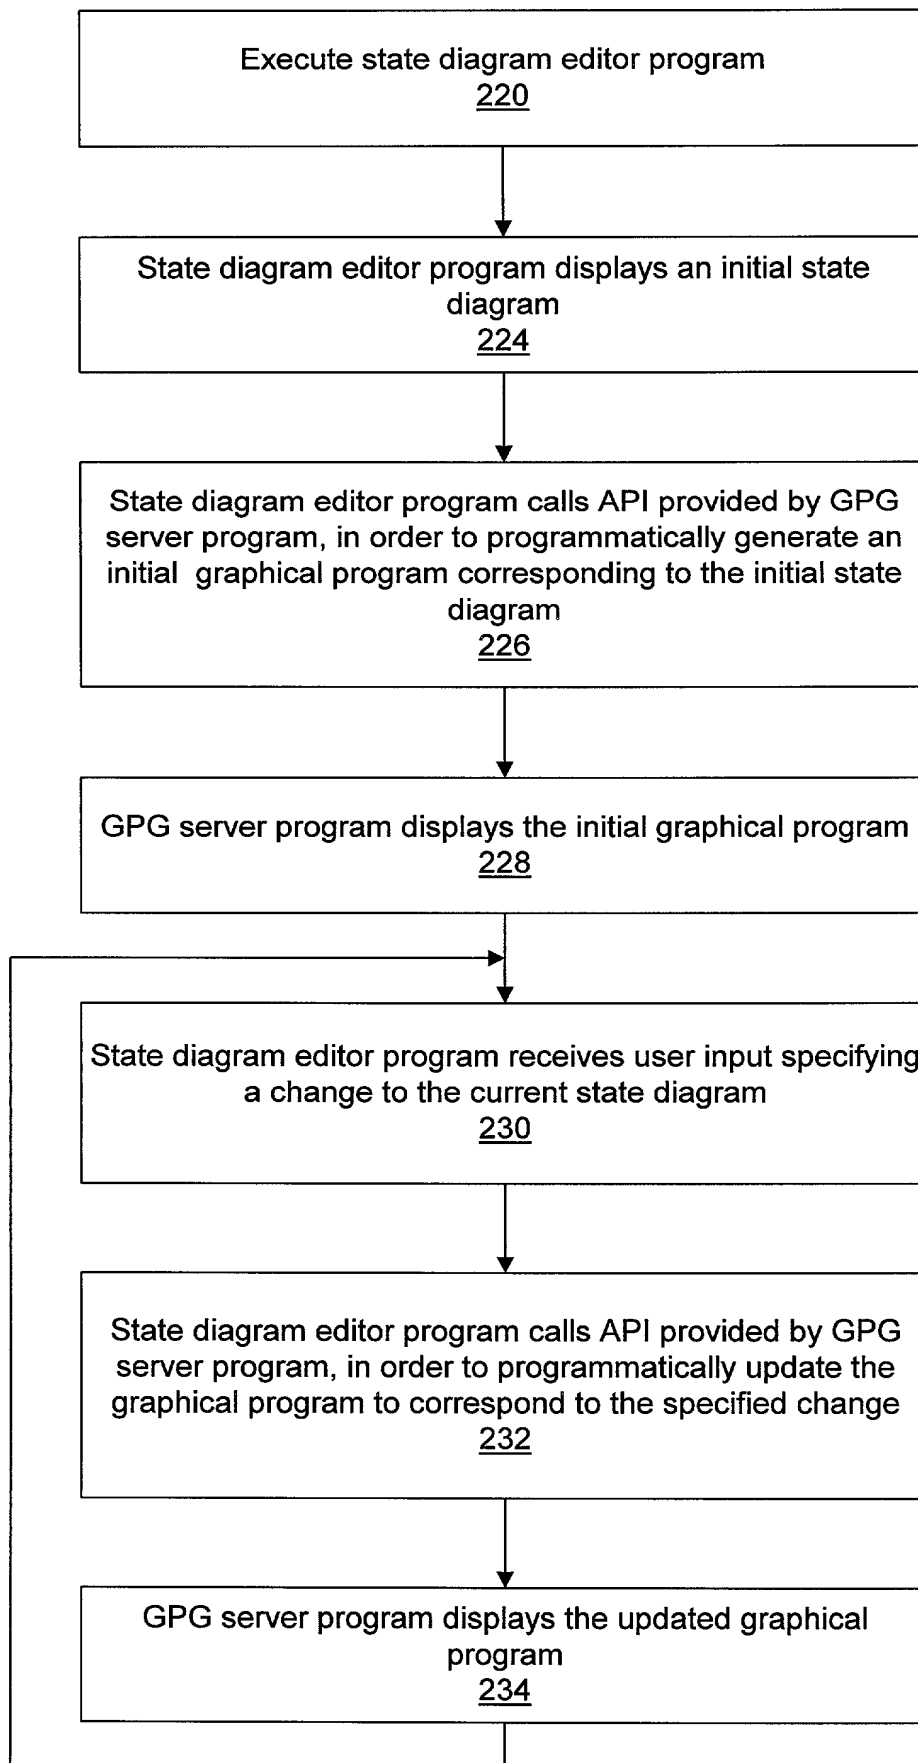 Execute state diagram editor program
220
State diagram editor program displays an initial state
diagram
224
State diagram editor program calls API provided by GPG
server program, in order to programmatically generate an
initial graphical program corresponding to the initial state
diagram
226
GPG server program displays the initial graphical program
228
State diagram editor program receives user input specifying
a change to the current state diagram
230
State diagram editor program calls API provided by GPG
server program, in order to programmatically update the
graphical program to correspond to the specified change
232
GPG server program displays the updated graphical
program
234